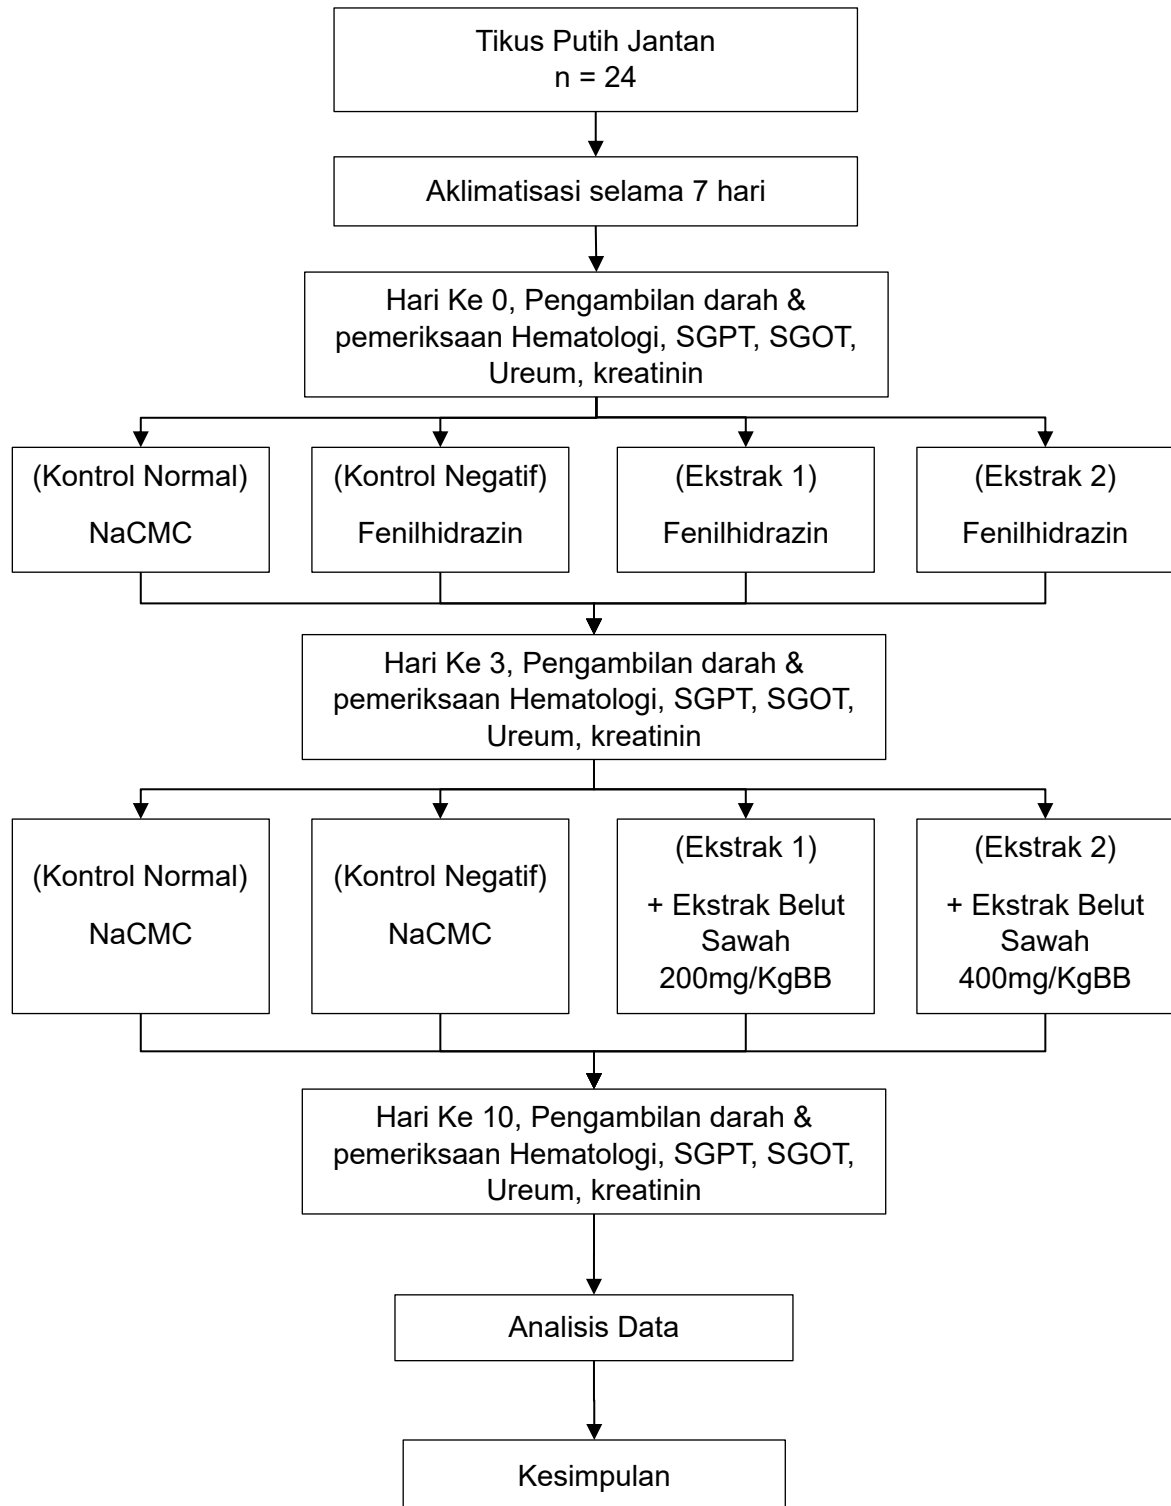 Tikus Putih Jantan
n = 24
Aklimatisasi selama 7 hari
Hari Ke 0, Pengambilan darah &
pemeriksaan Hematologi, SGPT, SGOT,
Ureum, kreatinin
(Kontrol Normal)
NaCMC
(Kontrol Negatif)
Fenilhidrazin
(Ekstrak 1)
Fenilhidrazin
(Ekstrak 2)
Fenilhidrazin
Hari Ke 3, Pengambilan darah &
pemeriksaan Hematologi, SGPT, SGOT,
Ureum, kreatinin
(Kontrol Normal)
NaCMC
(Kontrol Negatif)
NaCMC
(Ekstrak 1)
+ Ekstrak Belut
Sawah
200mg/KgBB
(Ekstrak 2)
+ Ekstrak Belut
Sawah
400mg/KgBB
Hari Ke 10, Pengambilan darah &
pemeriksaan Hematologi, SGPT, SGOT,
Ureum, kreatinin
Analisis Data
Kesimpulan